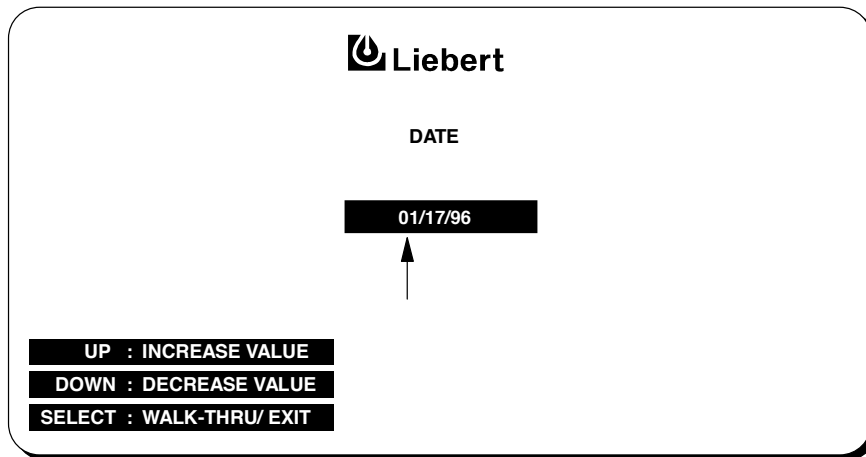 Liebert
DATE
01/17/96
UP : INCREASE VALUE
DOWN : DECREASE VALUE
SELECT : WALK-THRU/ EXIT